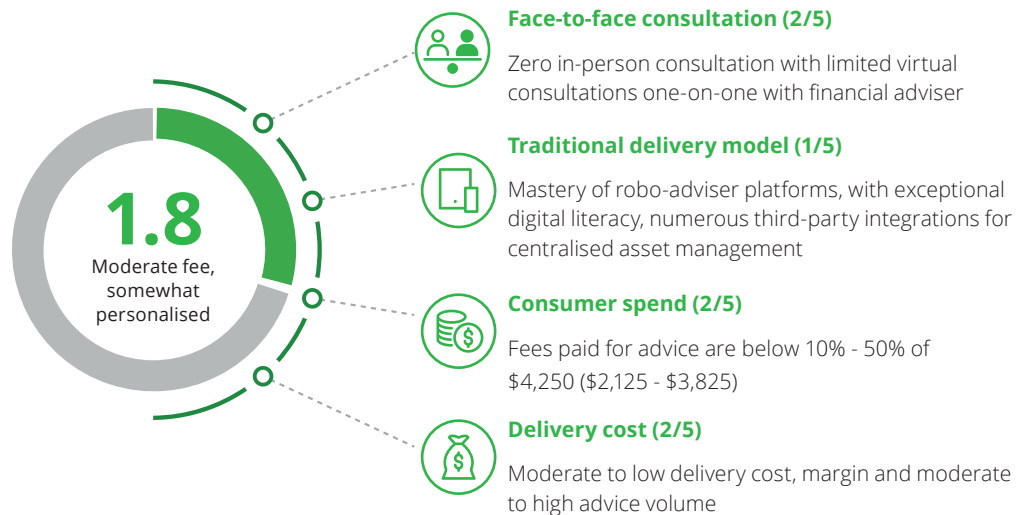 1.8
Moderate fee,
somewhat
personalised
Face-to-face consultation (2/5)
Zero in-person consultation with limited virtual
consultations one-on-one with financial adviser
Traditional delivery model (1/5)
Mastery of robo-adviser platforms, with exceptional
digital literacy, numerous third-party integrations for
centralised asset management
Consumer spend (2/5)
Fees paid for advice are below 10% - 50% of
$4,250 ($2,125 - $3,825)
Delivery cost (2/5)
Moderate to low delivery cost, margin and moderate
to high advice volume
$
$